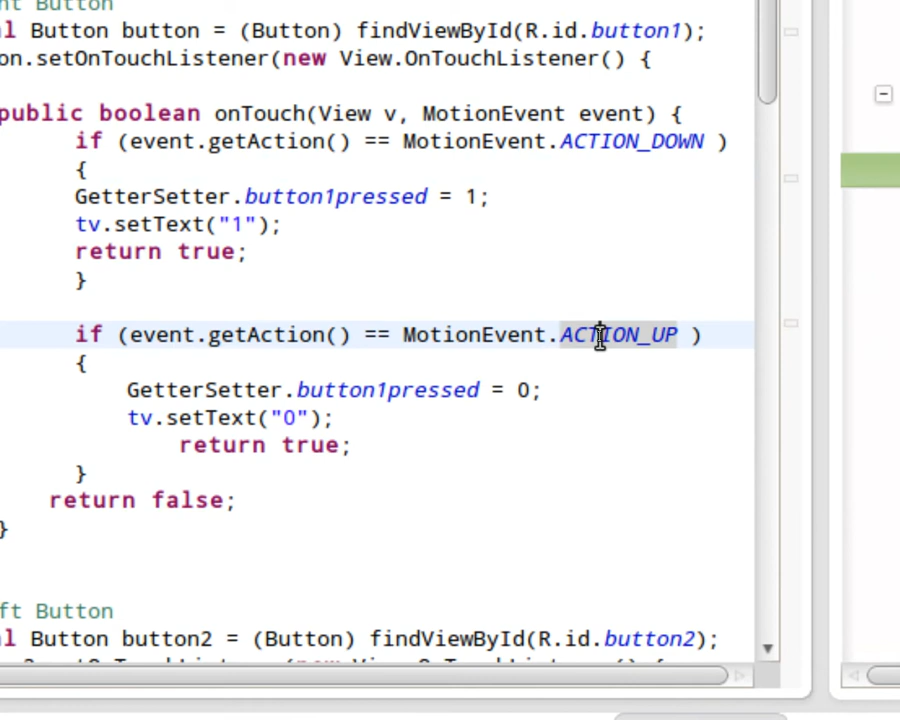 nt Button
al Button button = (Button) findViewById(R.id.button1);
on.setOnTouchListener(new View.OnTouchListener() {
public boolean onTouch(View v, MotionEvent event) {
if (event.getAction() == MotionEvent.ACTION_DOWN )
{
GetterSetter.button1pressed = 1;
tv.setText("1");
return true;
}
if (event.getAction() == MotionEvent.ACTION_UP )
{
GetterSetter.button1pressed = 0;
tv.setText("0");
return true;
}
return false;
}
ft Button
al Button button2 = (Button) findViewById(R.id.button2);